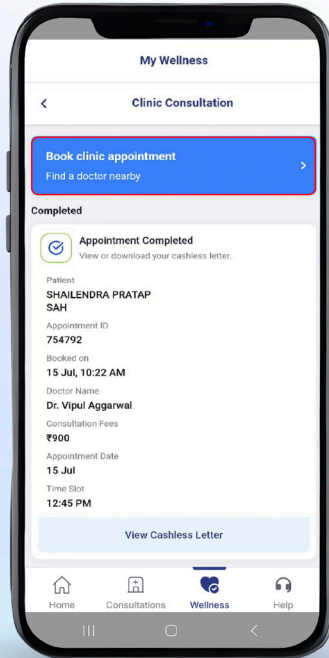 My Wellness
Clinic Consultation
Book clinic appointment
Find a doctor nearby
Completed
Appointment Completed
View or download your cashless letter.
Patient
SHAILENDRA PRATAP
SAH
Appointment ID
754792
Booked on
15 Jul, 10:22 AM
Doctor Name
Dr. Vipul Aggarwal
Consultation Fees
₹900
Appointment Date
15 Jul
Time Slot
12:45 PM
View Cashless Letter
Home Consultations Wellness Help